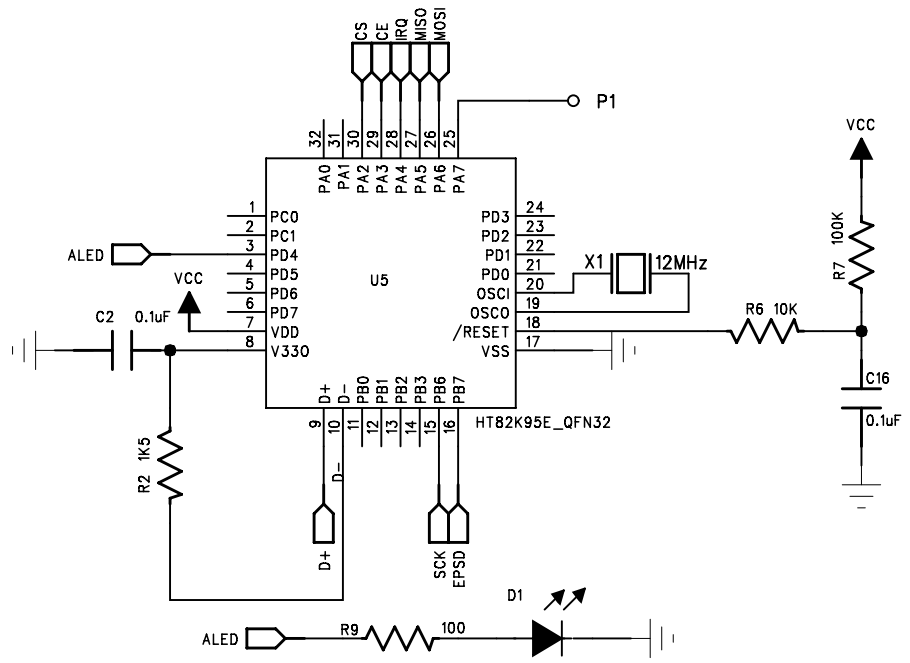 CS
CE
IRQ
MISO
MOSI
P1
32
31
30
29
28
27
26
25
PA0
PA1
PA2
PA3
PA4
PA5
PA6
PA7
VCC
1 PC0
2 PC1
ALED 3 PD4
4 PD5
5 PD6
6 PD7
7 VDD
8 V33O
VCC
C2 0.1uF
U5
PD3 24
PD2 23
PD1 22
PD0 21
OSCI 20
OSCO 19
/RESET 18
VSS 17
X1 12MHz
R7 100K
R6 10K
C16
0.1uF
D+
D-
PB0
PB1
PB2
PB3
PB6
PB7
9
10
11
12
13
14
15
16
HT82K95E_QFN32
R2 1K5
D-
D+
SCK
EPSD
D1
ALED R9 100